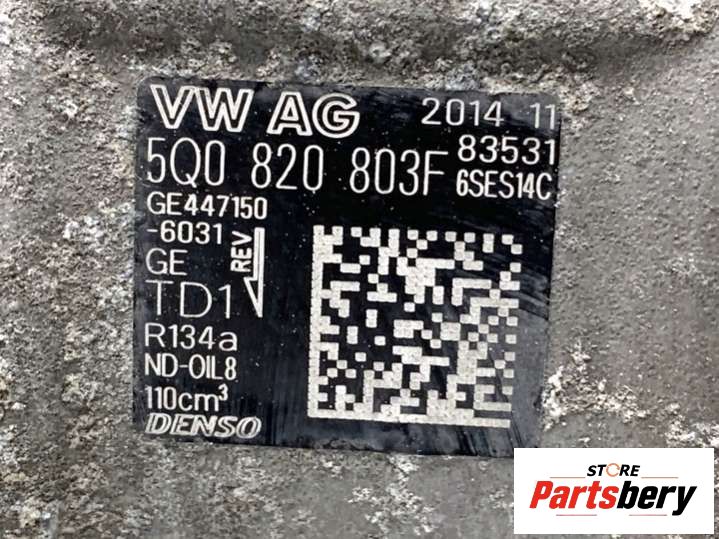 VW AG 2014 11
5Q0 820 803F 83531
6SES14C
GE447150
-6031
GE
REV
TD1
R134a
ND-OIL8
110cm³
DENSO
STORE
Partsbery